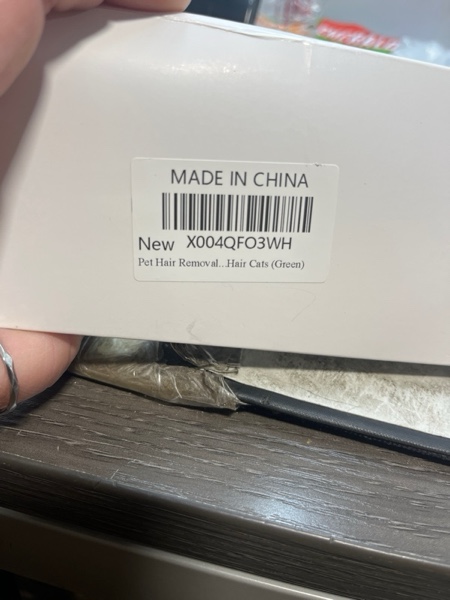 MADE IN CHINA
New X004QFO3WH
Pet Hair Removal...Hair Cats (Green)